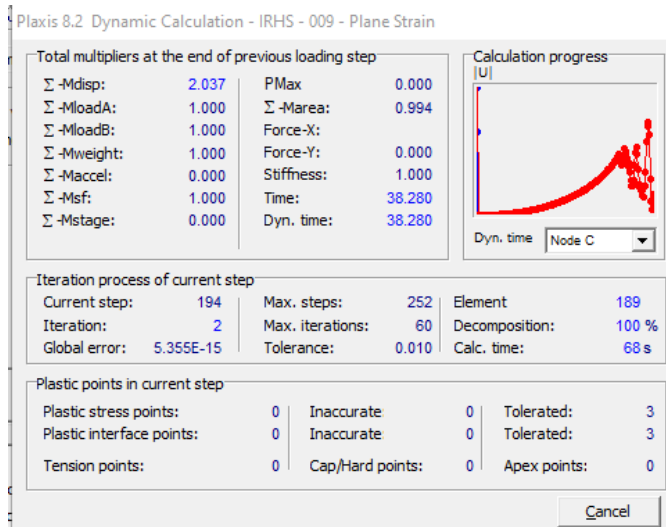 Plaxis 8.2 Dynamic Calculation - IRHS - 009 - Plane Strain
Total multipliers at the end of previous loading step
Σ -Mdisp: 2.037 PMax 0.000
Σ -MloadA: 1.000 Σ -Marea: 0.994
Σ -MloadB: 1.000 Force-X:
Σ -Mweight: 1.000 Force-Y: 0.000
Σ -Maccel: 0.000 Stiffness: 1.000
Σ -Msf: 1.000 Time: 38.280
Σ -Mstage: 0.000 Dyn. time: 38.280
Calculation progress
|U|
Dyn. time Node C
Iteration process of current step
Current step: 194 Max. steps: 252 Element 189
Iteration: 2 Max. iterations: 60 Decomposition: 100 %
Global error: 5.355E-15 Tolerance: 0.010 Calc. time: 68 s
Plastic points in current step
Plastic stress points: 0 Inaccurate 0 Tolerated: 3
Plastic interface points: 0 Inaccurate 0 Tolerated: 3
Tension points: 0 Cap/Hard points: 0 Apex points: 0
Cancel